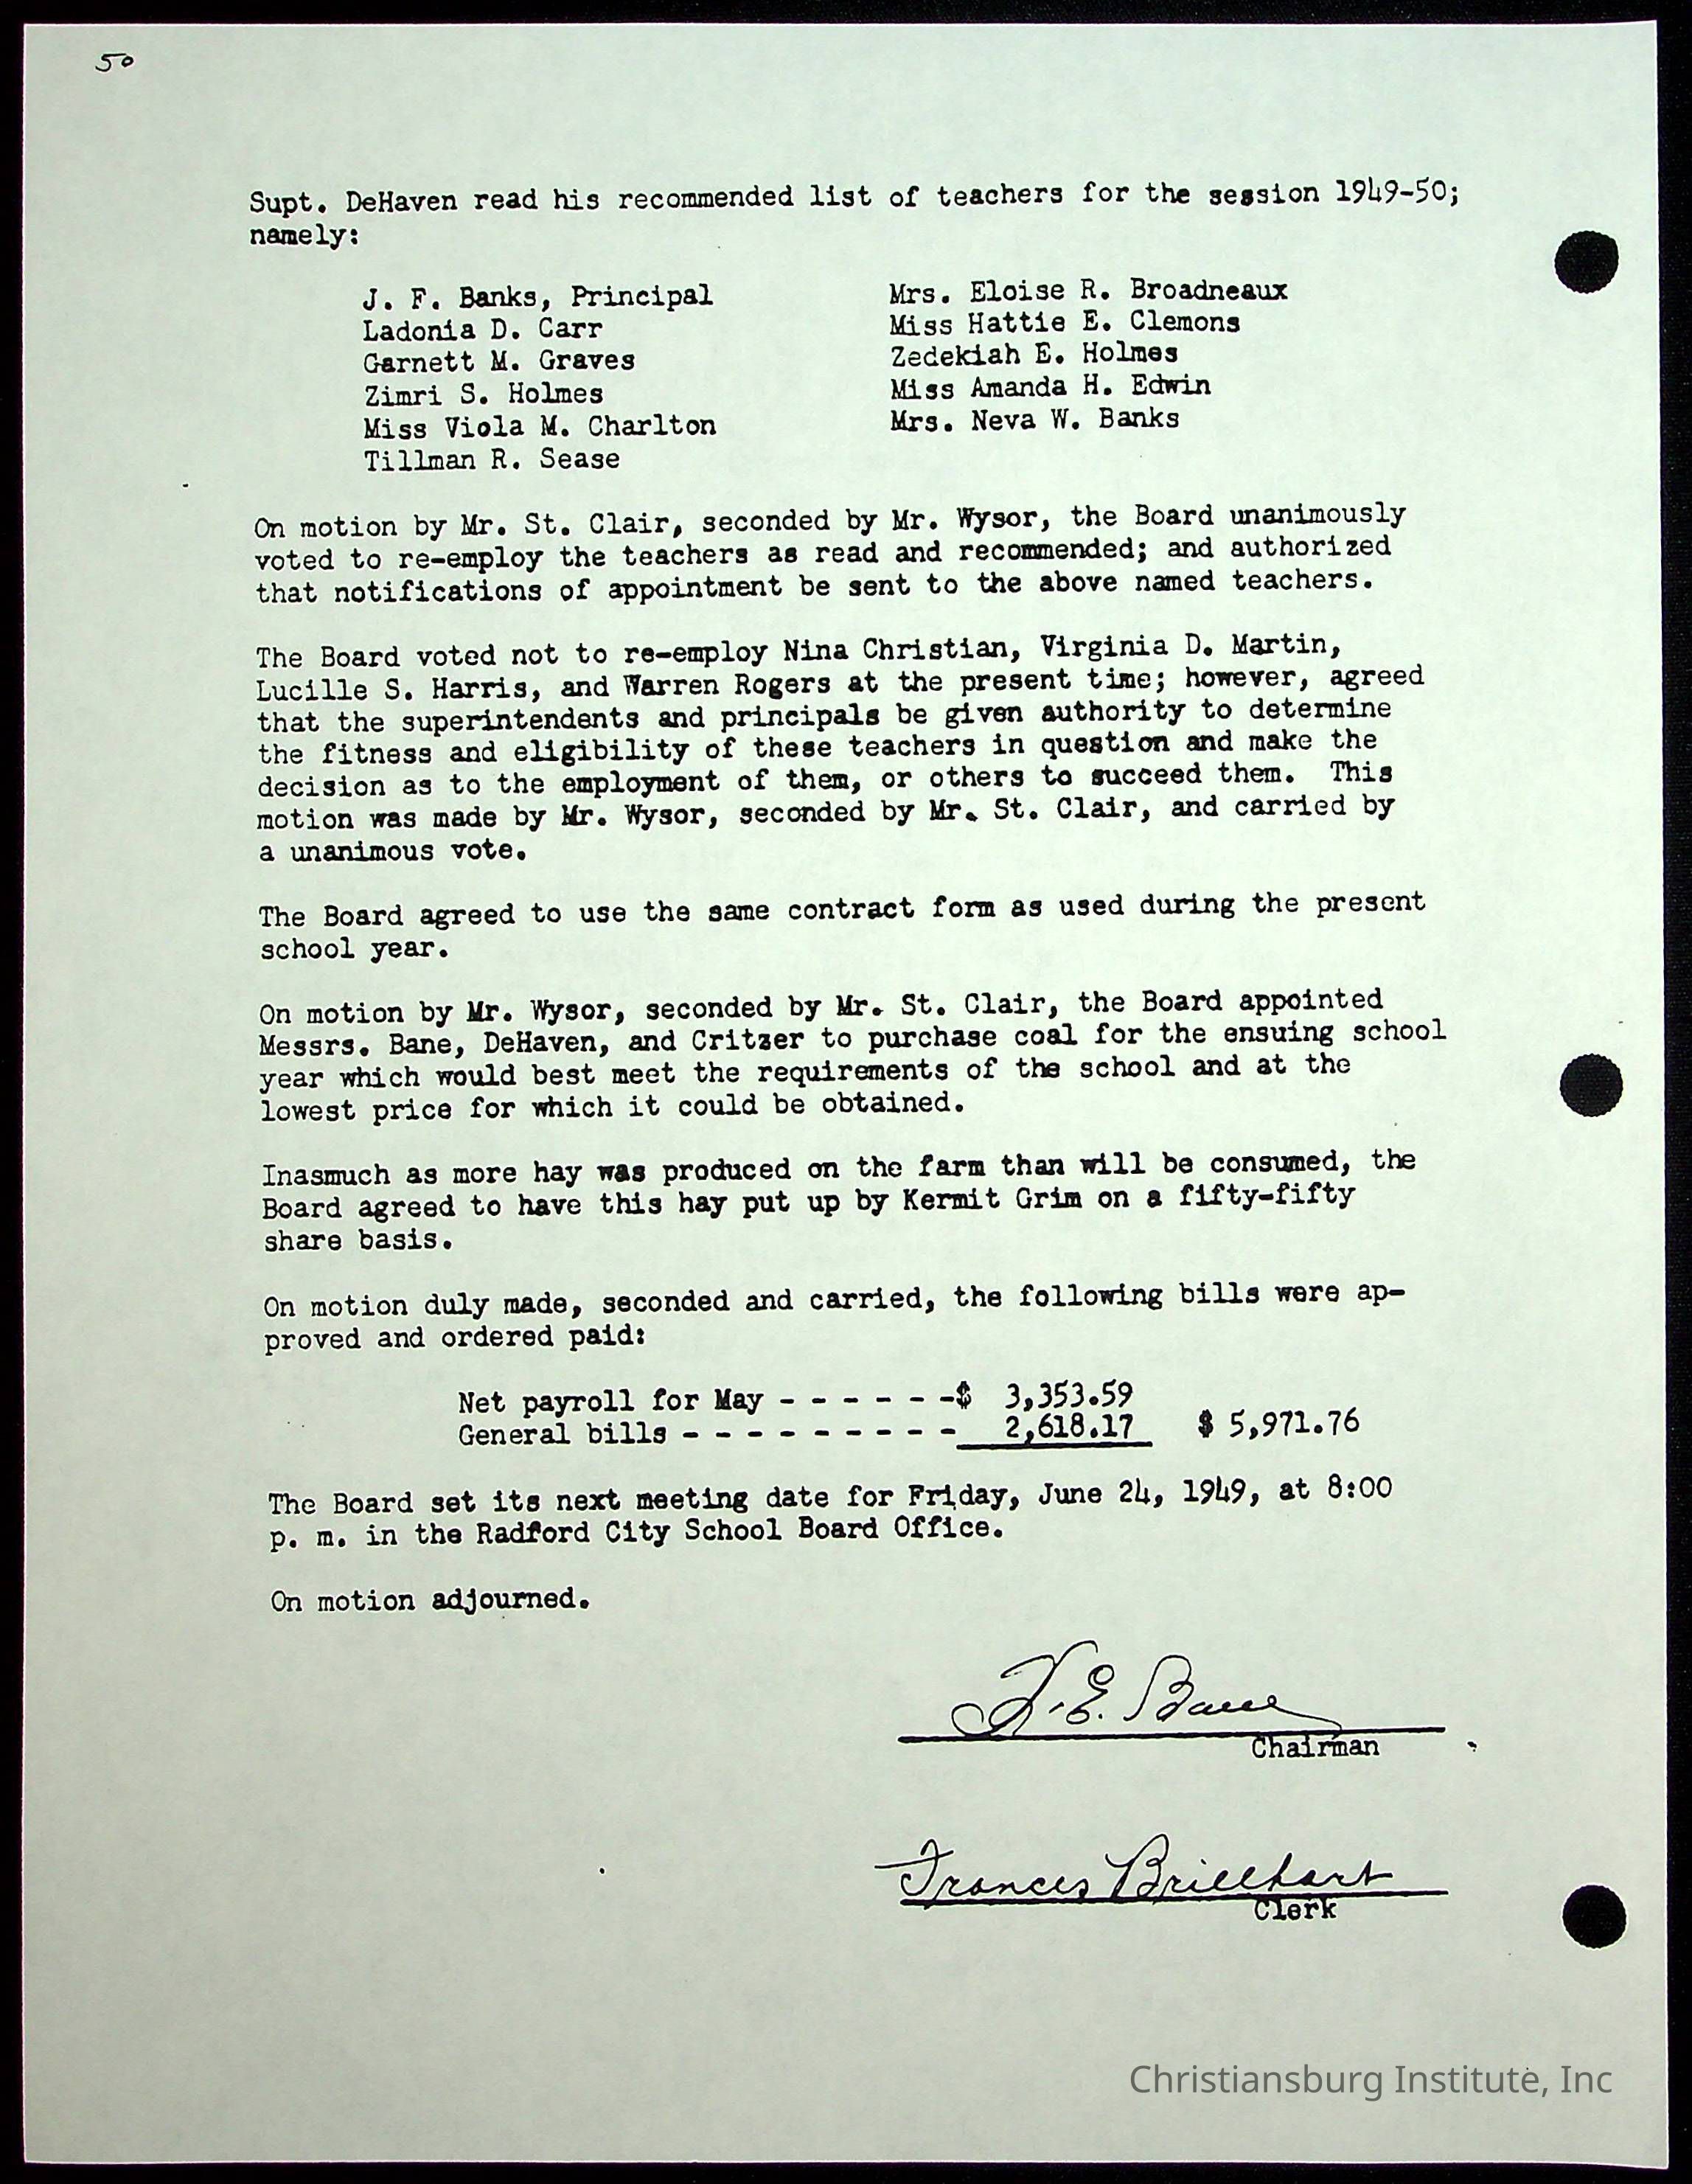 50
Supt. DeHaven read his recommended list of teachers for the session 1949-50;
namely:
J. F. Banks, Principal
Ladonia D. Carr
Garnett M. Graves
Zimri S. Holmes
Miss Viola M. Charlton
Tillman R. Sease
Mrs. Eloise R. Broadneaux
Miss Hattie E. Clemons
Zedekiah E. Holmes
Miss Amanda H. Edwin
Mrs. Neva W. Banks
On motion by Mr. St. Clair, seconded by Mr. Wysor, the Board unanimously
voted to re-employ the teachers as read and recommended; and authorized
that notifications of appointment be sent to the above named teachers.
The Board voted not to re-employ Nina Christian, Virginia D. Martin,
Lucille S. Harris, and Warren Rogers at the present time; however, agreed
that the superintendents and principals be given authority to determine
the fitness and eligibility of these teachers in question and make the
decision as to the employment of them, or others to succeed them.  This
motion was made by Mr. Wysor, seconded by Mr. St. Clair, and carried by
a unanimous vote.
The Board agreed to use the same contract form as used during the present
school year.
On motion by Mr. Wysor, seconded by Mr. St. Clair, the Board appointed
Messrs. Bane, DeHaven, and Critzer to purchase coal for the ensuing school
year which would best meet the requirements of the school and at the
lowest price for which it could be obtained.
Inasmuch as more hay was produced on the farm than will be consumed, the
Board agreed to have this hay put up by Kermit Grim on a fifty-fifty
share basis.
On motion duly made, seconded and carried, the following bills were ap-
proved and ordered paid:
Net payroll for May - - - - - -$ 3,353.59
General bills - - - - - - - - - 2,618.17 $ 5,971.76
The Board set its next meeting date for Friday, June 24, 1949, at 8:00
p. m. in the Radford City School Board Office.
On motion adjourned.
E. Bane
Chairman
Frances Brillhart
Clerk
Christiansburg Institute, Inc